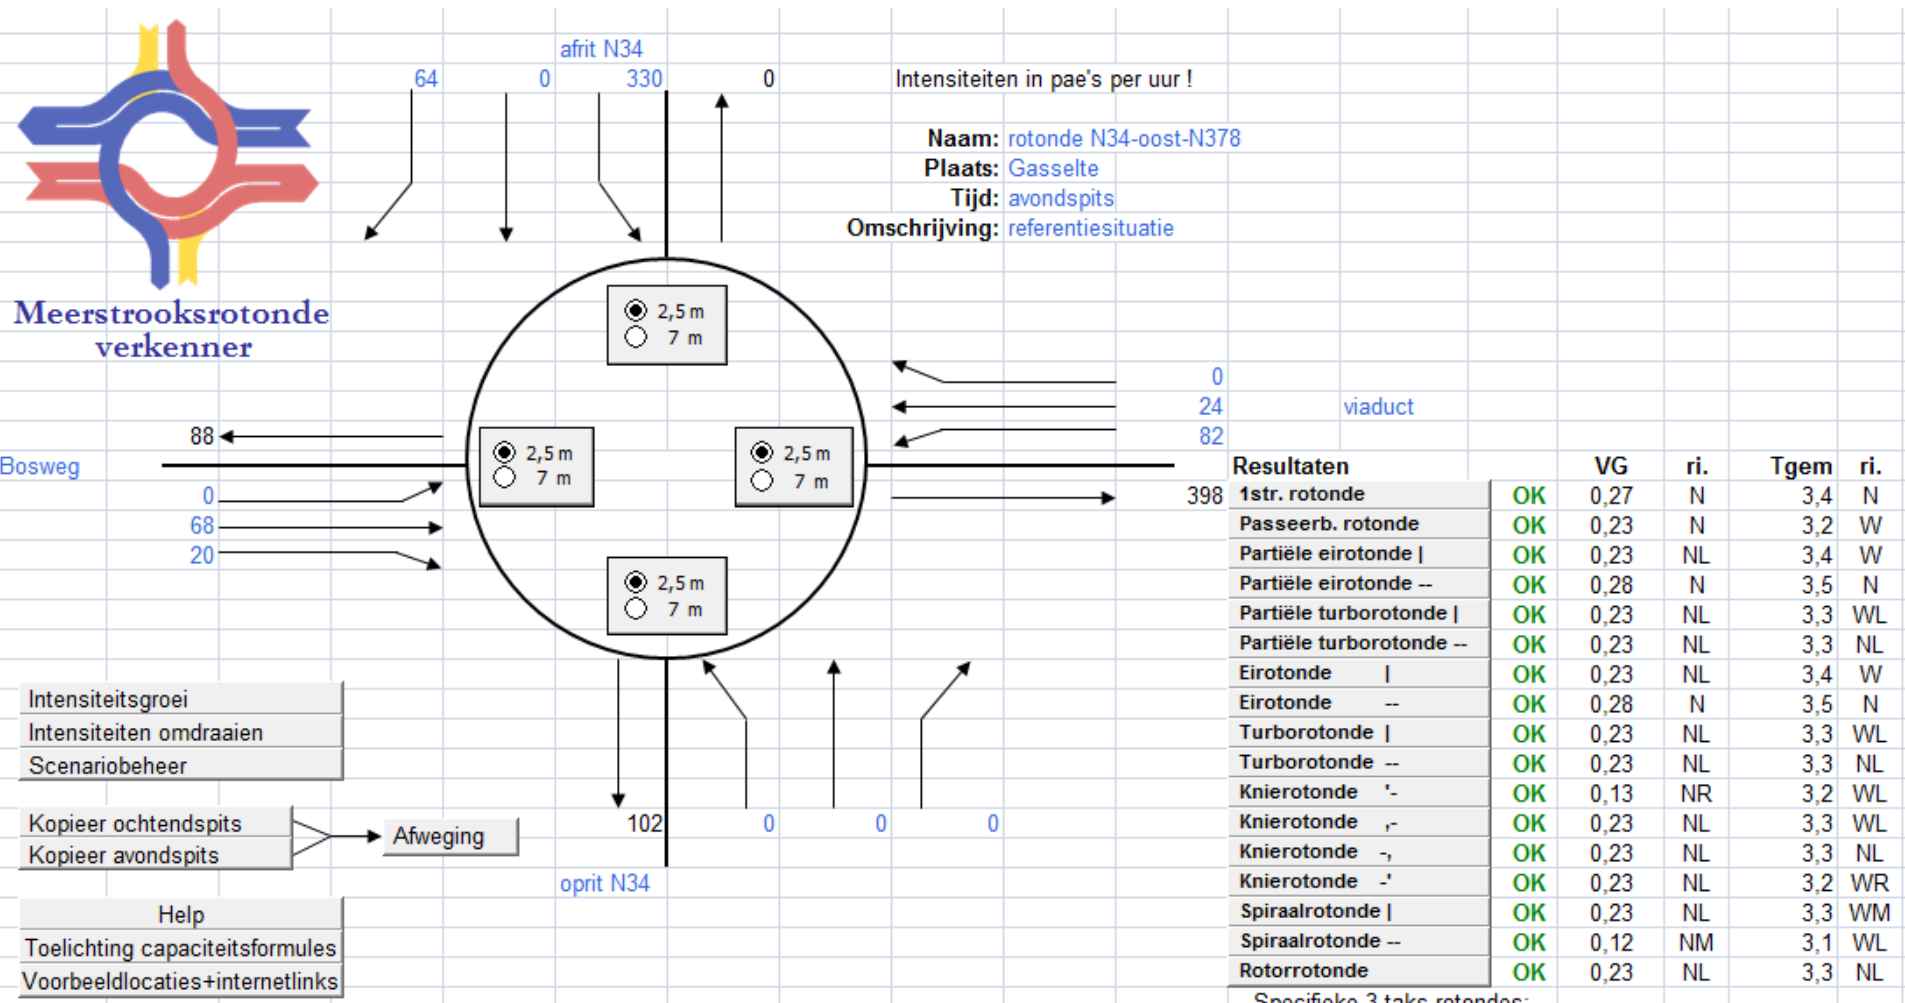 afrit N34
64 0 330 0 Intensiteiten in pae's per uur !
Naam: rotonde N34-oost-N378
Plaats: Gasselte
Tijd: avondspits
Omschrijving: referentiesituatie
Meerstrooksrotonde
verkenner
2,5 m
7 m
0
24 viaduct
82
88
Bosweg
0
68
20
2,5 m
7 m
2,5 m
7 m
398
2,5 m
7 m
Resultaten VG ri. Tgem ri.
1str. rotonde OK 0,27 N 3,4 N
Passeerb. rotonde OK 0,23 N 3,2 W
Partiële eirotonde | OK 0,23 NL 3,4 W
Partiële eirotonde -- OK 0,28 N 3,5 N
Partiële turborotonde | OK 0,23 NL 3,3 WL
Partiële turborotonde -- OK 0,23 NL 3,3 NL
Eirotonde | OK 0,23 NL 3,4 W
Eirotonde -- OK 0,28 N 3,5 N
Turborotonde | OK 0,23 NL 3,3 WL
Turborotonde -- OK 0,23 NL 3,3 NL
Knierotonde '- OK 0,13 NR 3,2 WL
Knierotonde ,- OK 0,23 NL 3,3 WL
Knierotonde -, OK 0,23 NL 3,3 NL
Knierotonde -' OK 0,23 NL 3,2 WR
Spiraalrotonde | OK 0,23 NL 3,3 WM
Spiraalrotonde -- OK 0,12 NM 3,1 WL
Rotorrotonde OK 0,23 NL 3,3 NL
Specifieke 3 taks rotondes:
Intensiteitsgroei
Intensiteiten omdraaien
Scenariobeheer
Kopieer ochtendspits
Kopieer avondspits
Afweging
102 0 0 0
oprit N34
Help
Toelichting capaciteitsformules
Voorbeeldlocaties+internetlinks